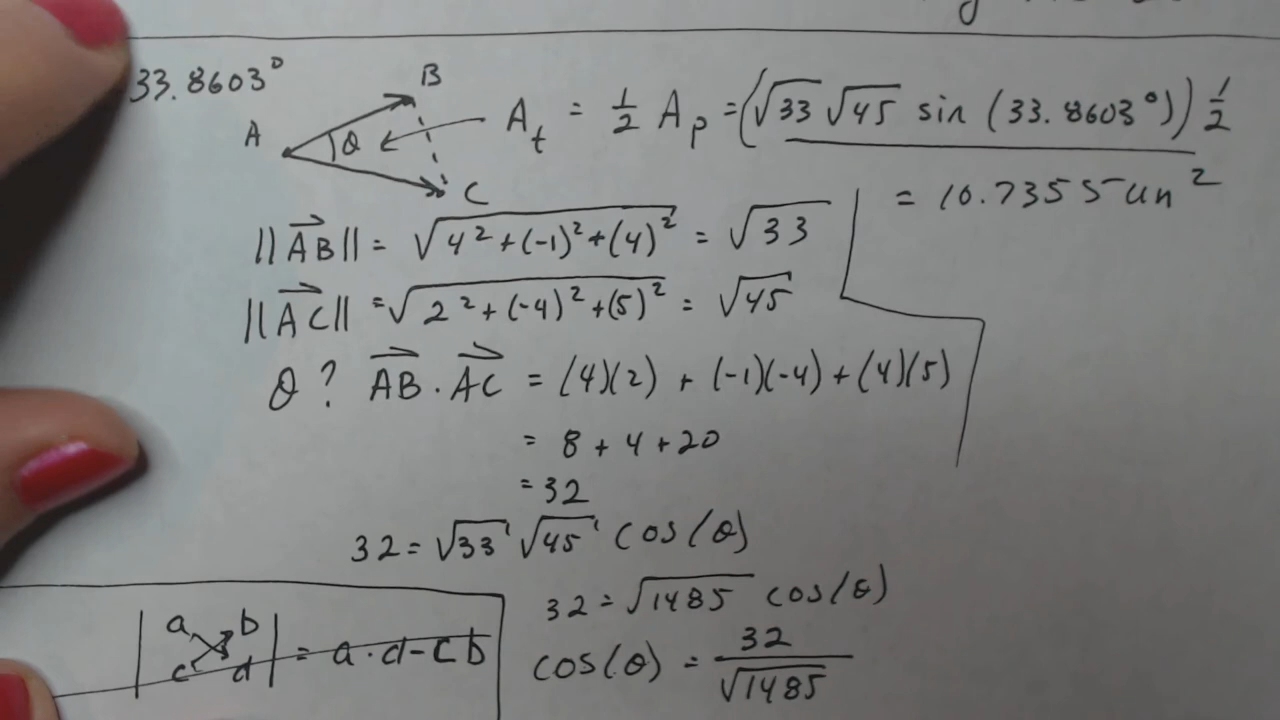 33.8603°
A B C θ
A_t = 1/2 A_p = (√33 √45 sin (33.8603°)) 1/2
= 10.7355 un²
||AB|| = √4² + (-1)² + (4)² = √33
||AC|| = √2² + (-4)² + (5)² = √45
θ? AB · AC = (4)(2) + (-1)(-4) + (4)(5)
= 8 + 4 + 20
= 32
32 = √33 √45 cos(θ)
32 = √1485 cos(θ)
cos(θ) = 32/√1485
|a b|
|c d| = a·d - cb